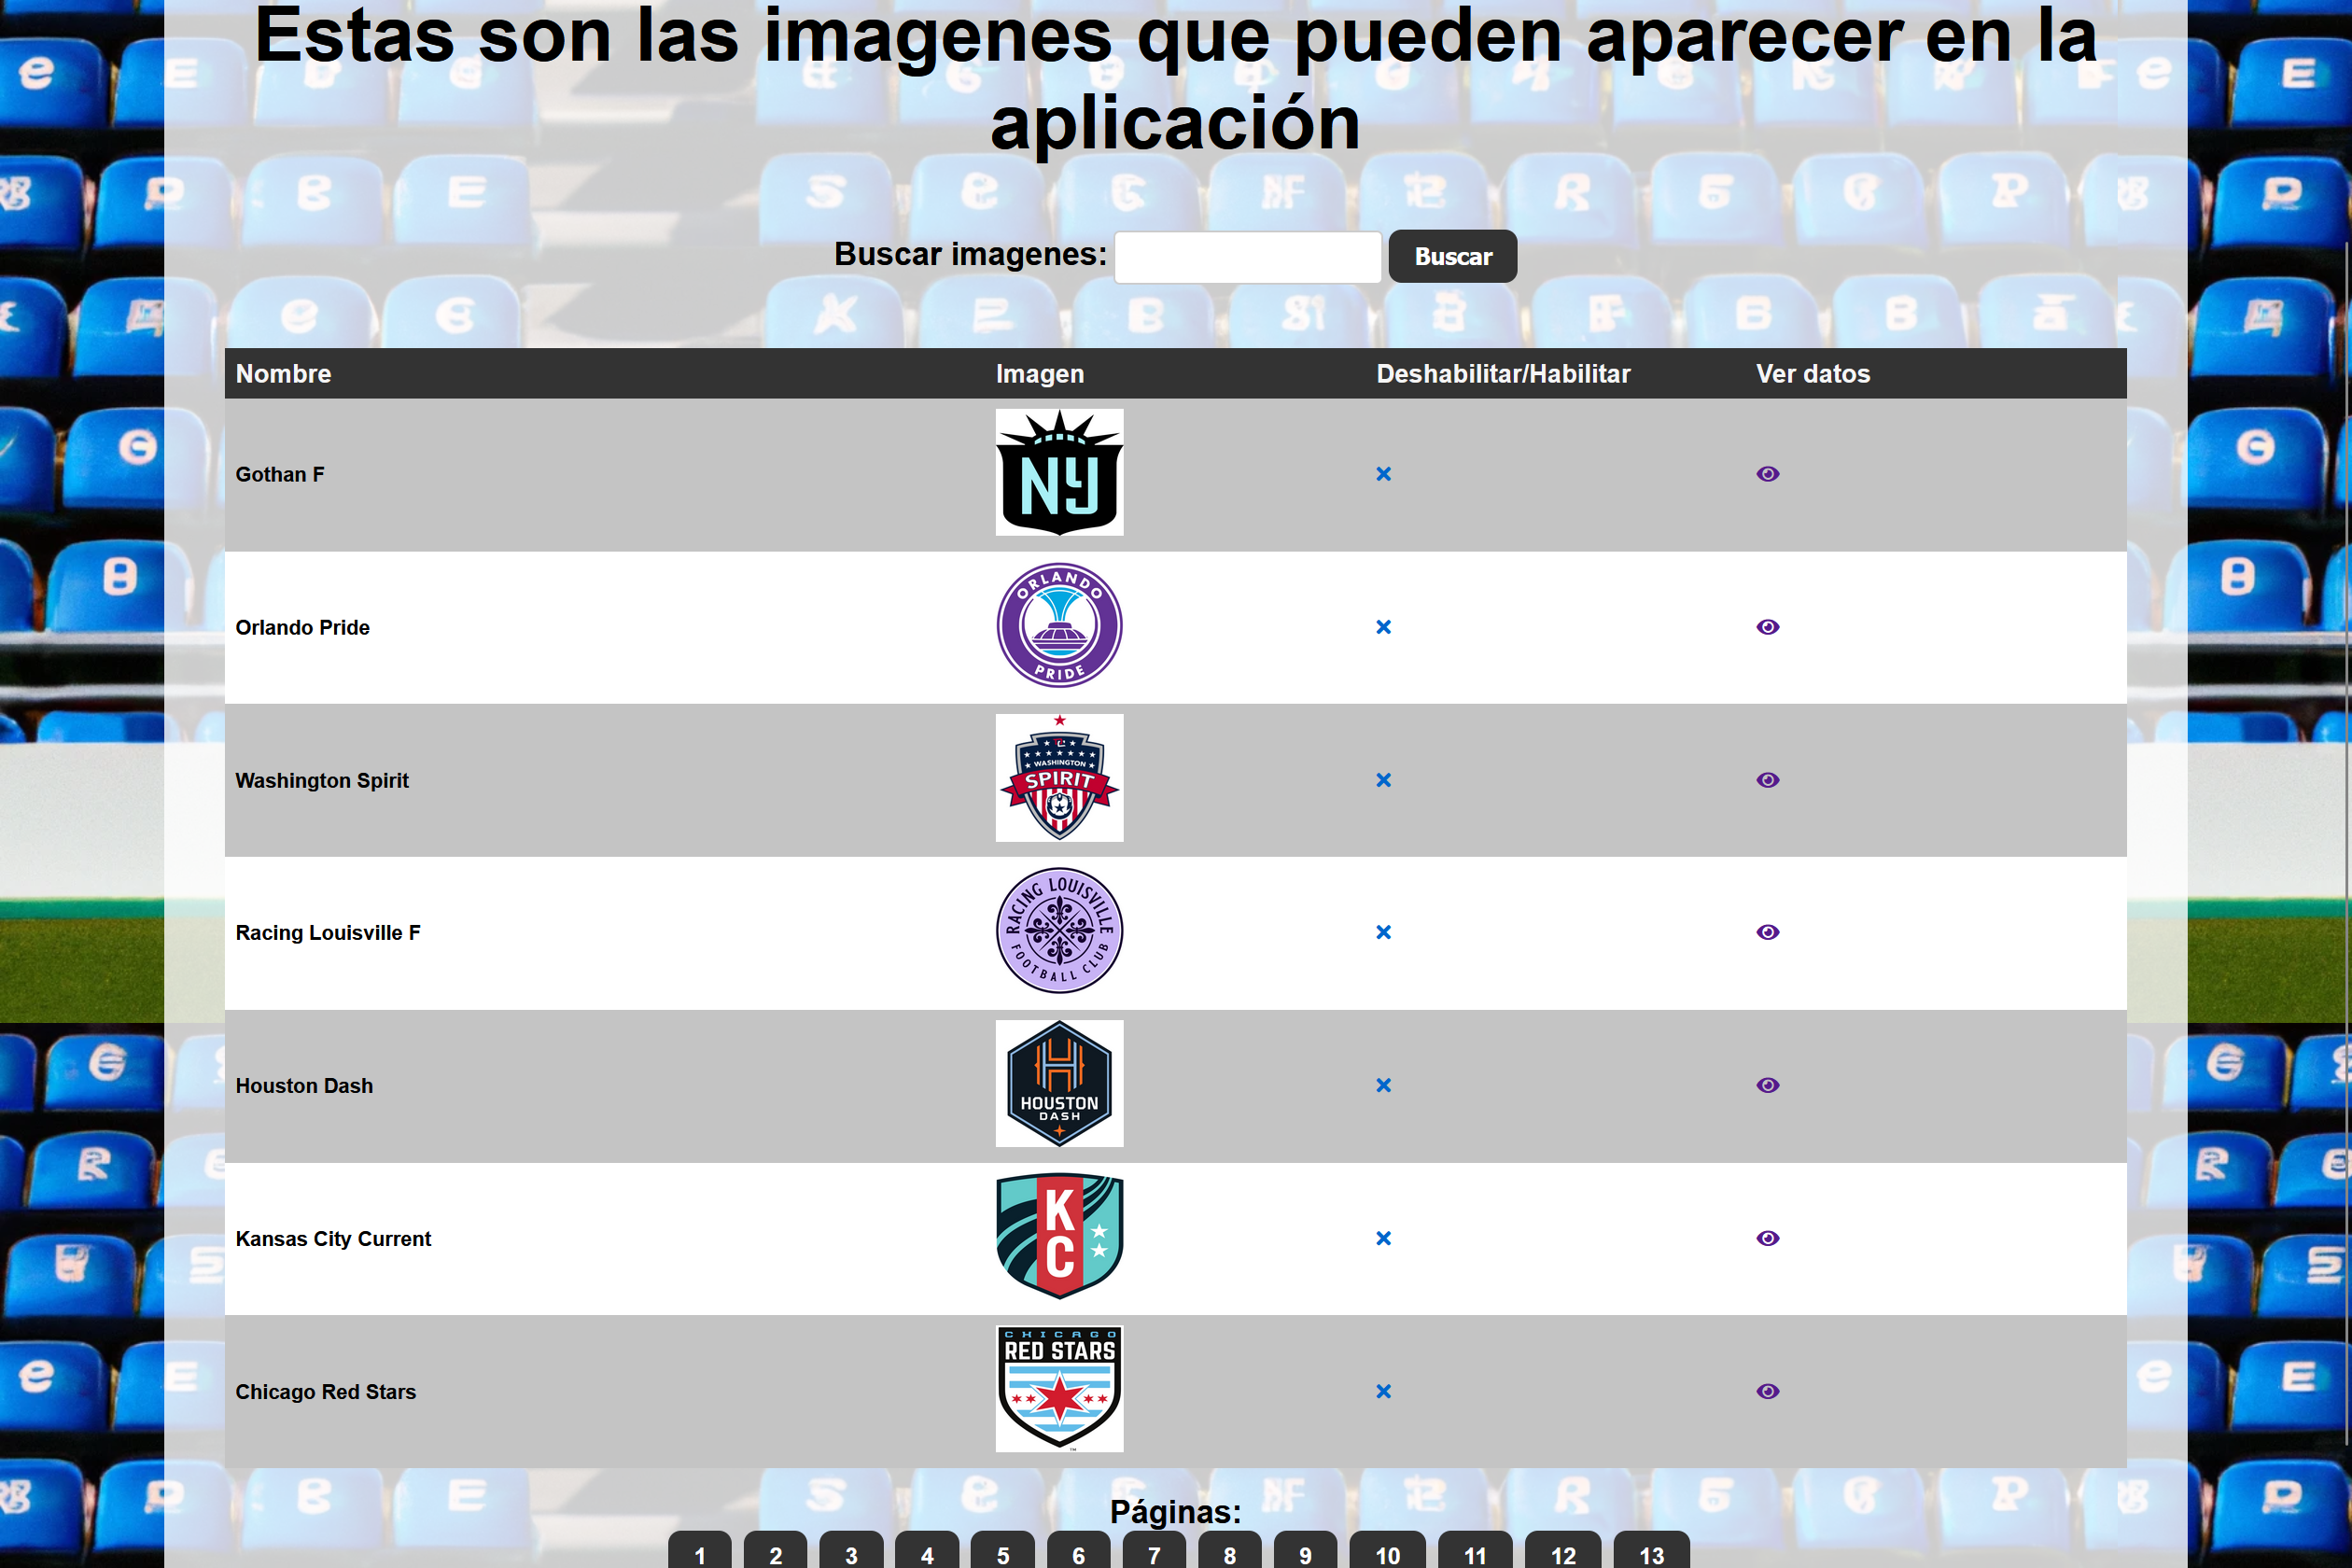 Estas son las imagenes que pueden aparecer en la
aplicación
Buscar imagenes: Buscar
Nombre Imagen Deshabilitar/Habilitar Ver datos
Gothan F
NY
Orlando Pride
ORLANDO
PRIDE
Washington Spirit
WASHINGTON
SPIRIT
Racing Louisville F
RACING LOUISVILLE
FOOTBALL CLUB
Houston Dash
H
HOUSTON
DASH
Kansas City Current
K
C
Chicago Red Stars
CHICAGO
RED STARS
Páginas:
1 2 3 4 5 6 7 8 9 10 11 12 13